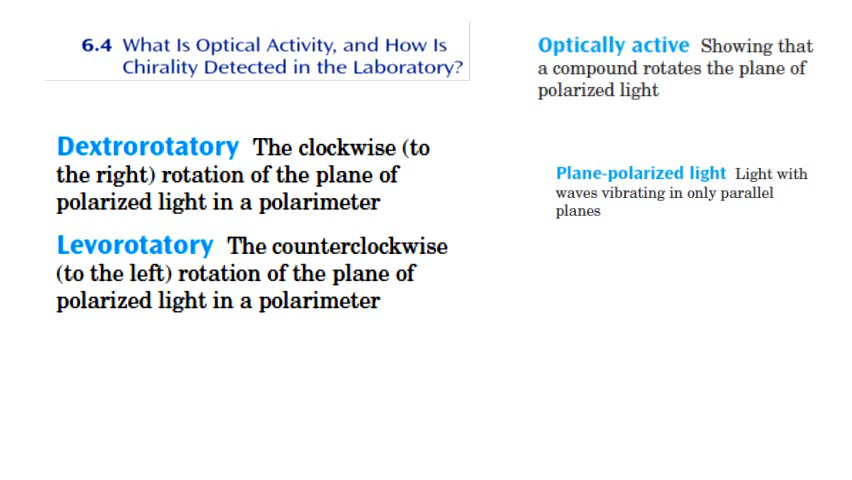 6.4 What Is Optical Activity, and How Is
Chirality Detected in the Laboratory?
Dextrorotatory The clockwise (to
the right) rotation of the plane of
polarized light in a polarimeter
Levorotatory The counterclockwise
(to the left) rotation of the plane of
polarized light in a polarimeter
Optically active Showing that
a compound rotates the plane of
polarized light
Plane-polarized light Light with
waves vibrating in only parallel
planes